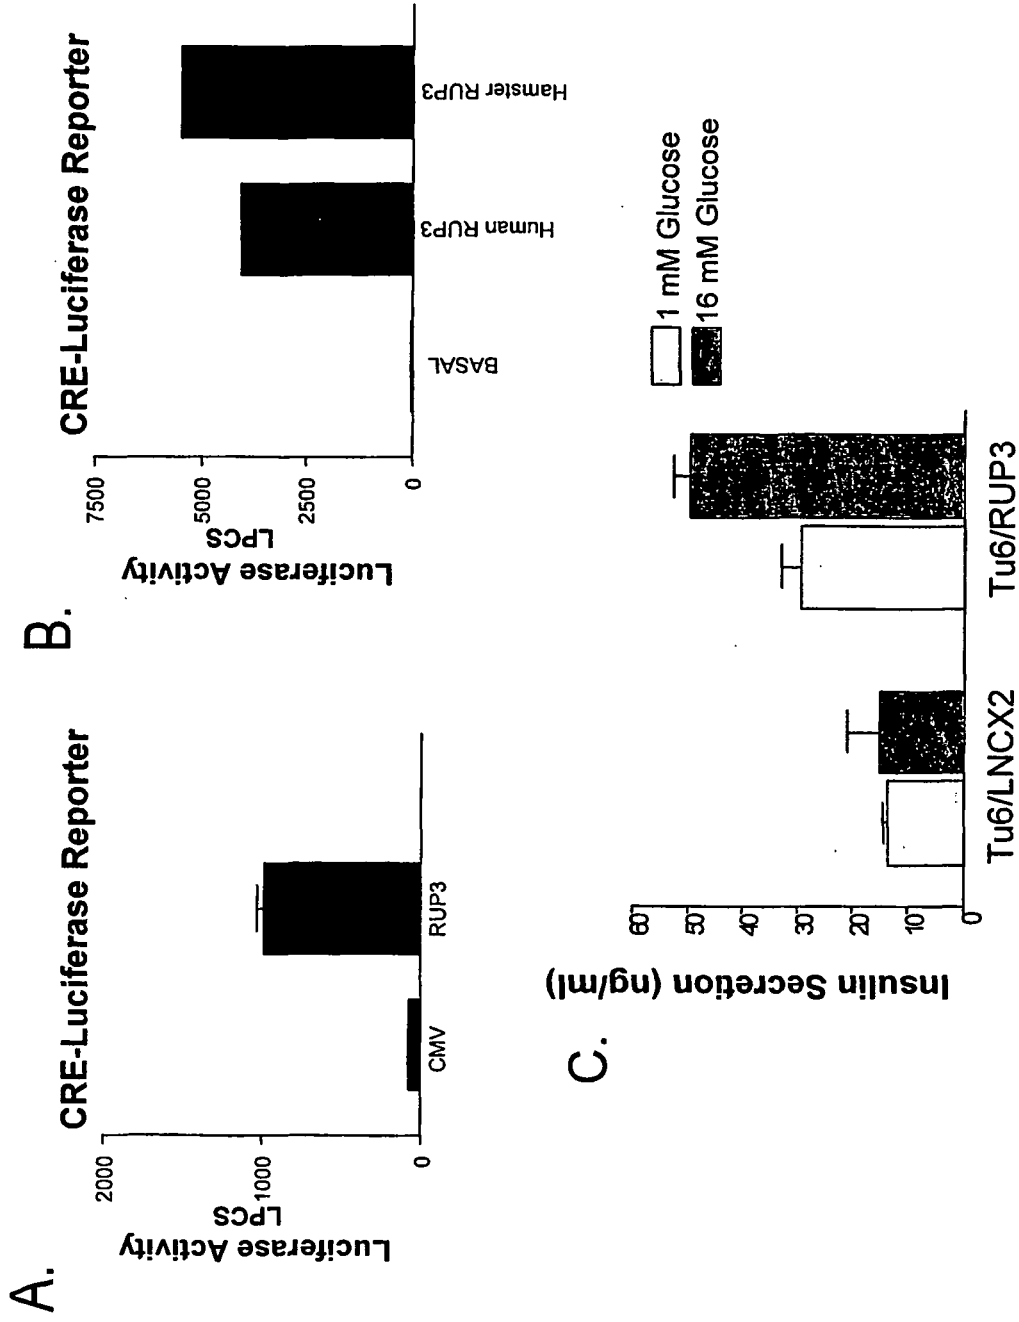 A.
CRE-Luciferase Reporter
Luciferase Activity
LPCS
2000
1000
0
CMV
RUP3
B.
CRE-Luciferase Reporter
Luciferase Activity
LPCS
7500
5000
2500
0
BASAL
Human RUP3
Hamster RUP3
C.
Insulin Secretion (ng/ml)
60
50
40
30
20
10
0
Tu6/LNCX2
Tu6/RUP3
1 mM Glucose
16 mM Glucose